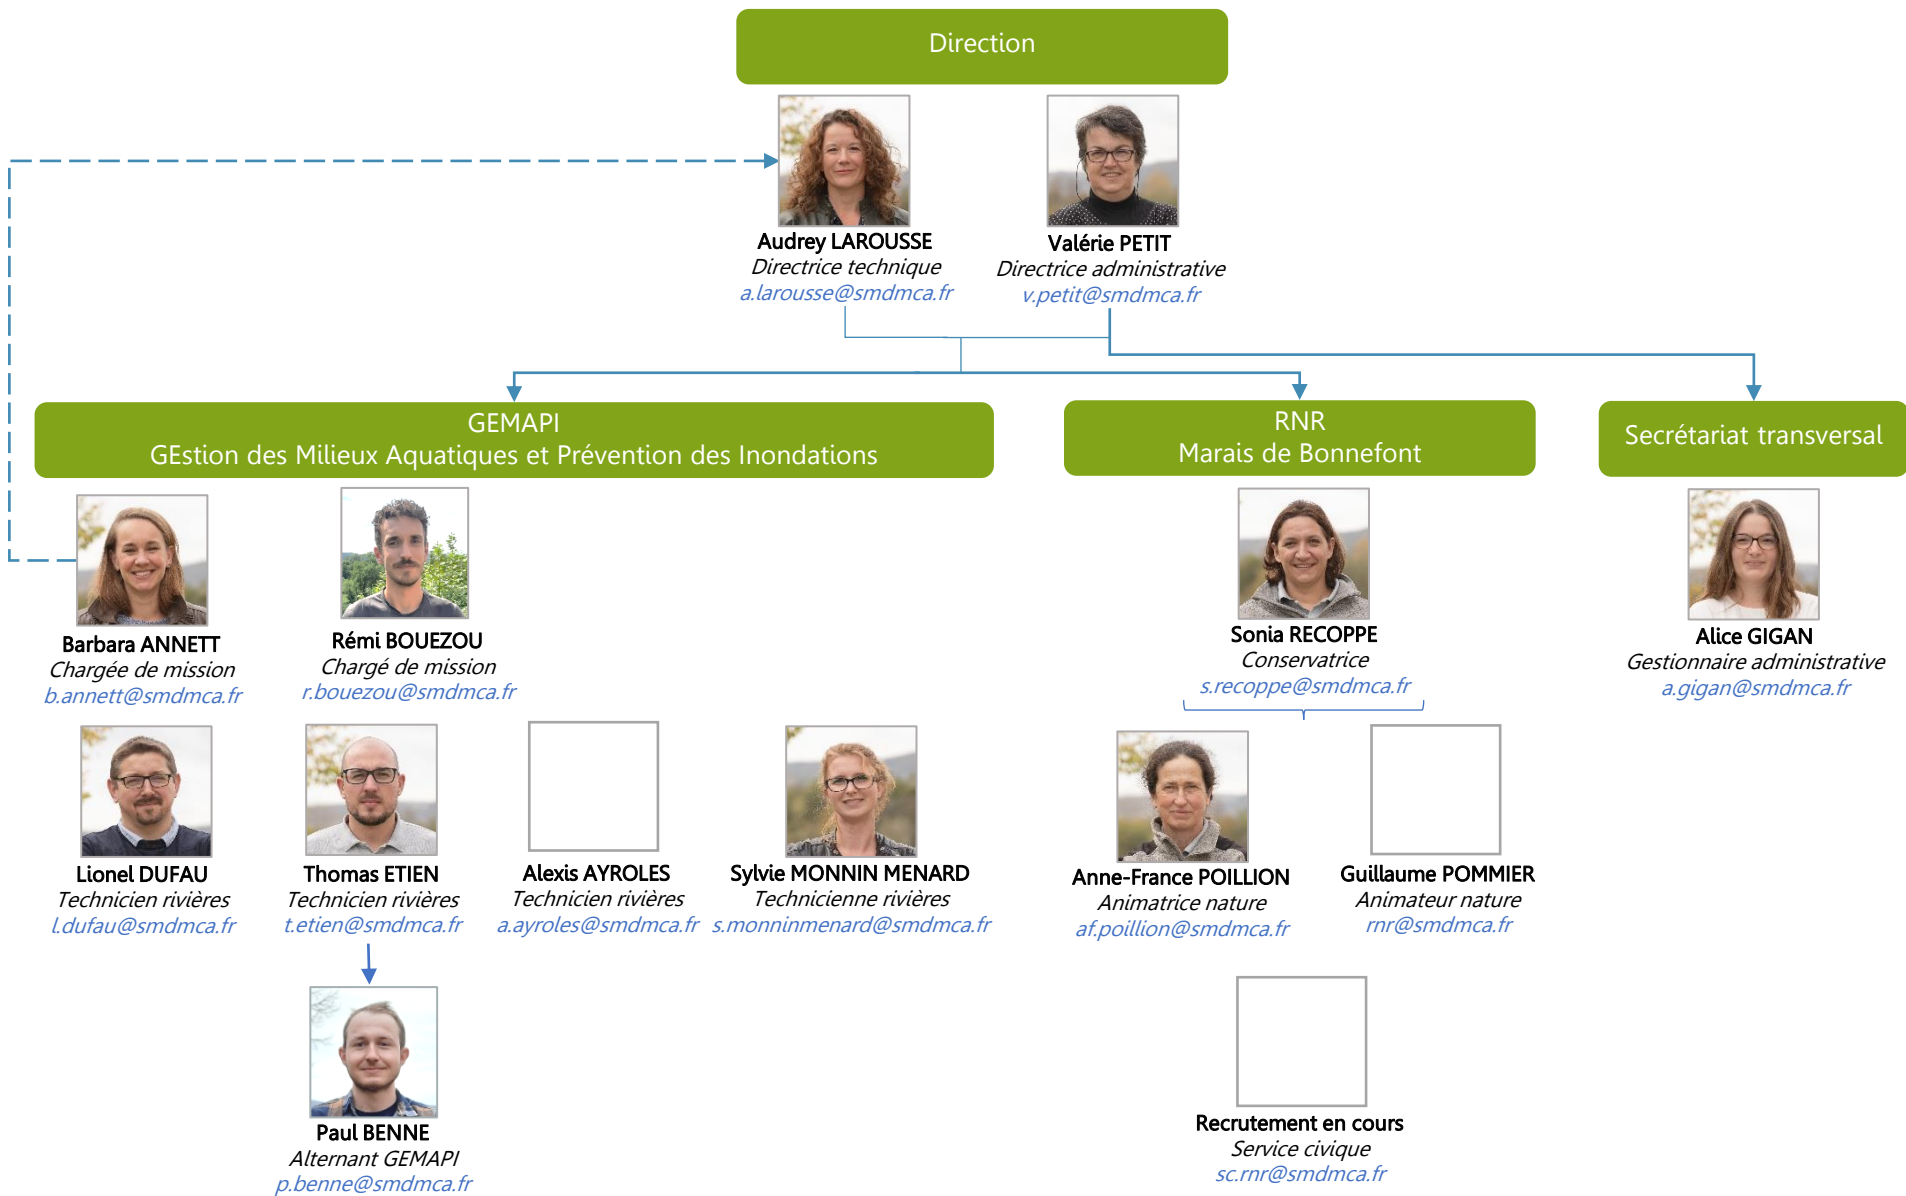 Direction
Audrey LAROUSSE
Directrice technique
a.larousse@smdmca.fr
Valérie PETIT
Directrice administrative
v.petit@smdmca.fr
GEMAPI
GEstion des Milieux Aquatiques et Prévention des Inondations
RNR
Marais de Bonnefont
Secrétariat transversal
Barbara ANNETT
Chargée de mission
b.annett@smdmca.fr
Rémi BOUEZOU
Chargé de mission
r.bouezou@smdmca.fr
Sonia RECOPPE
Conservatrice
s.recoppe@smdmca.fr
Alice GIGAN
Gestionnaire administrative
a.gigan@smdmca.fr
Lionel DUFAU
Technicien rivières
l.dufau@smdmca.fr
Thomas ETIEN
Technicien rivières
t.etien@smdmca.fr
Alexis AYROLES
Technicien rivières
a.ayroles@smdmca.fr
Sylvie MONNIN MENARD
Technicienne rivières
s.monninmenard@smdmca.fr
Anne-France POILLION
Animatrice nature
af.poillion@smdmca.fr
Guillaume POMMIER
Animateur nature
rnr@smdmca.fr
Paul BENNE
Alternant GEMAPI
p.benne@smdmca.fr
Recrutement en cours
Service civique
sc.rnr@smdmca.fr